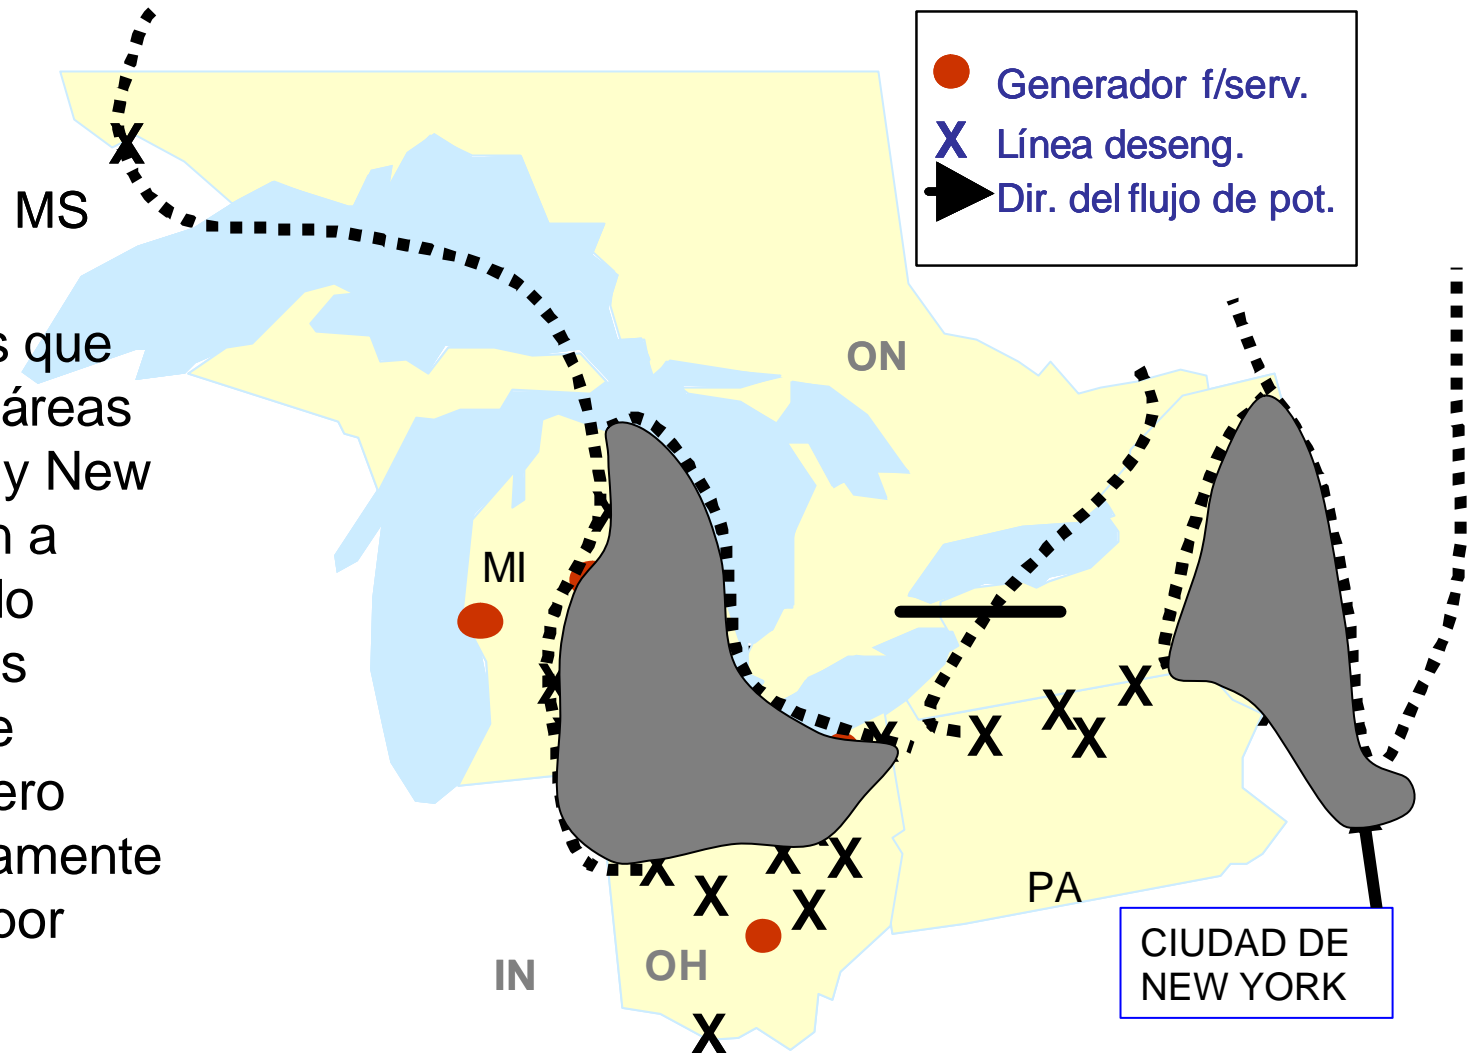 Generador f/serv.
X Línea deseng.
Dir. del flujo de pot.
MS
s que
áreas
y New
n a
do
s
e
ero
amente
por
ON
MI
PA
OH
IN
CIUDAD DE
NEW YORK